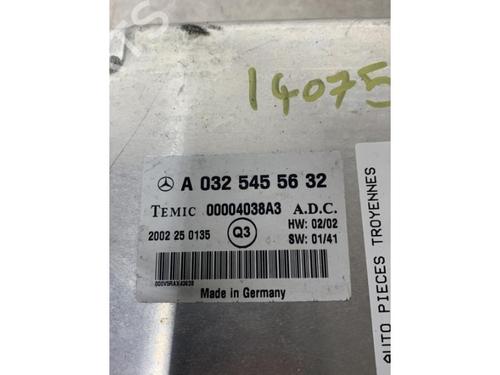 14075
A 032 545 56 32
TEMIC 00004038A3 A.D.C.
2002 25 0135 Q3 HW: 02/02
SW: 01/41
Made in Germany
AUTO PIECES TROYENNES